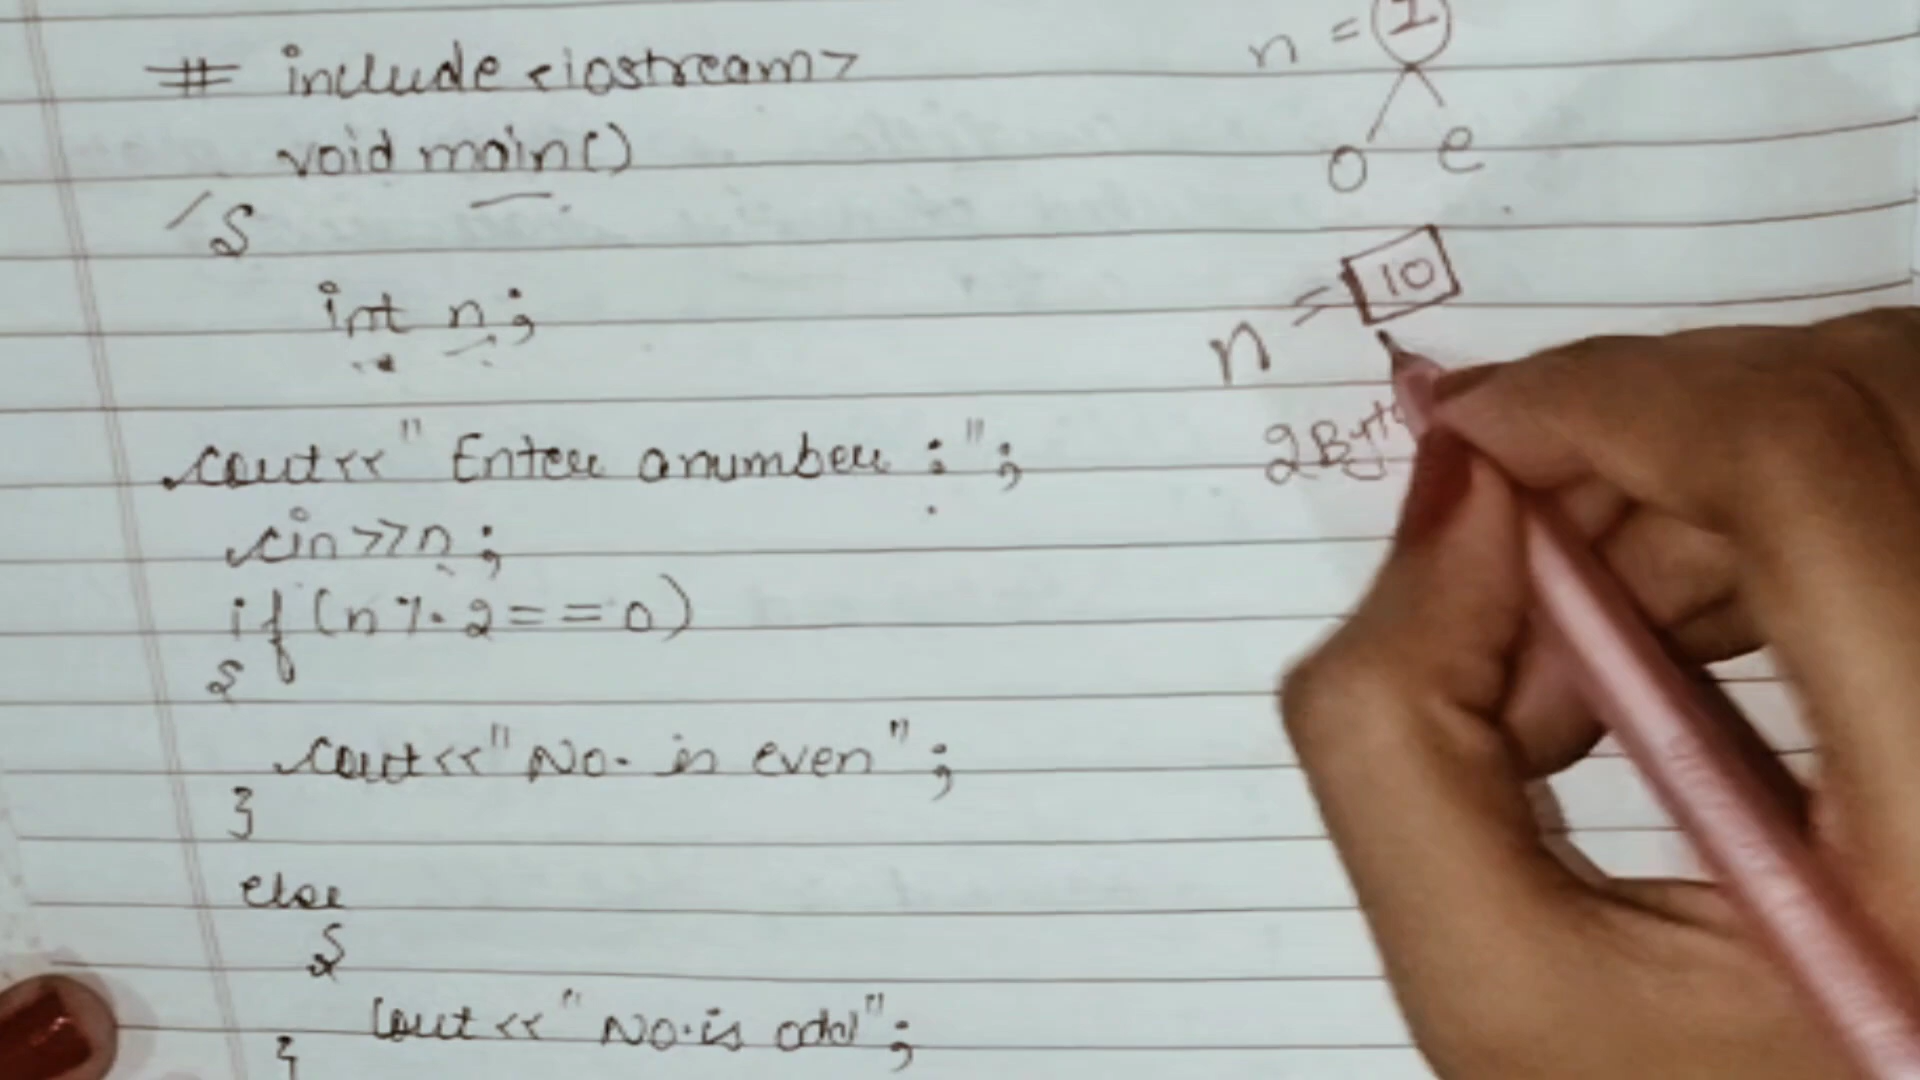 # include <iostream>
void main()
{
int n;
cout<<"Enter a number :";
cin>>n;
if(n%2==0)
{
cout<<"No. is even";
}
else
{
cout<<"No. is odd";
}
n = 1
O e
n = 10
2Byte